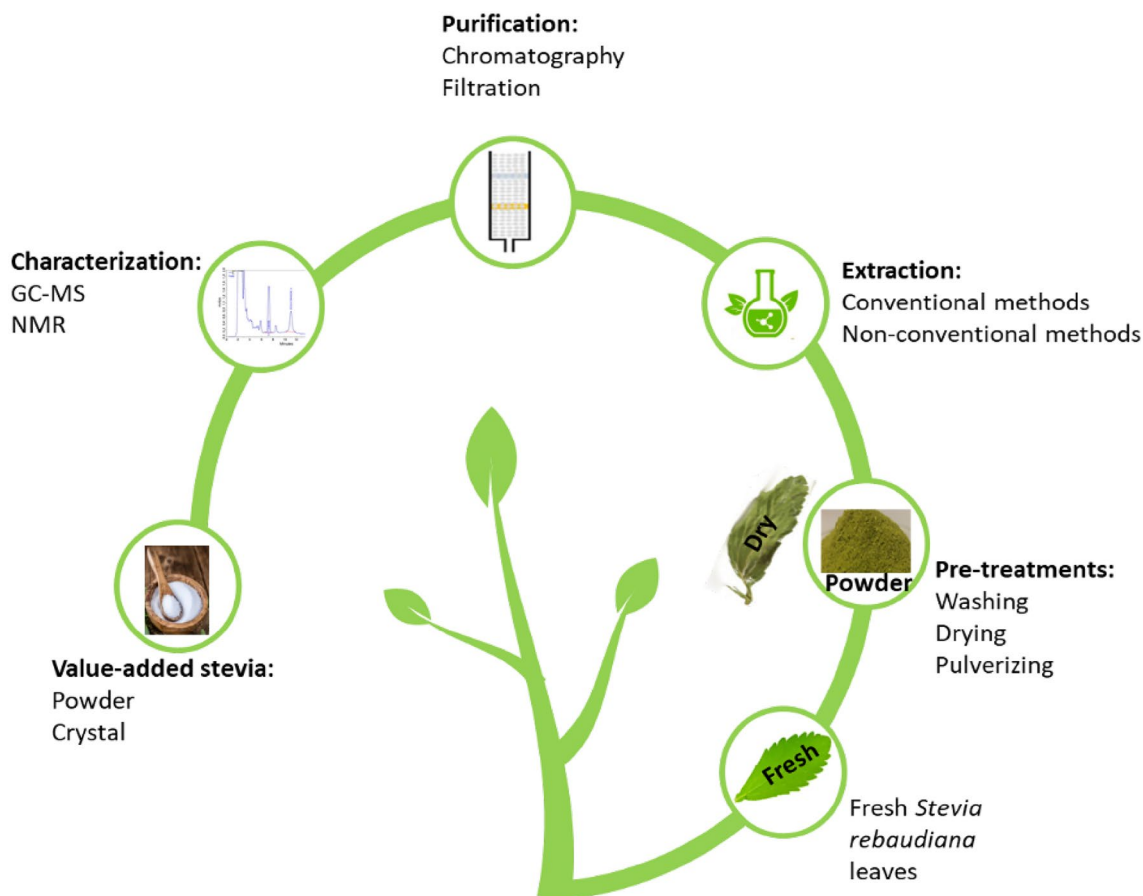 Purification:
Chromatography
Filtration
Characterization:
GC-MS
NMR
Extraction:
Conventional methods
Non-conventional methods
Dry
Powder
Pre-treatments:
Washing
Drying
Pulverizing
Value-added stevia:
Powder
Crystal
Fresh
Fresh Stevia
rebaudiana
leaves